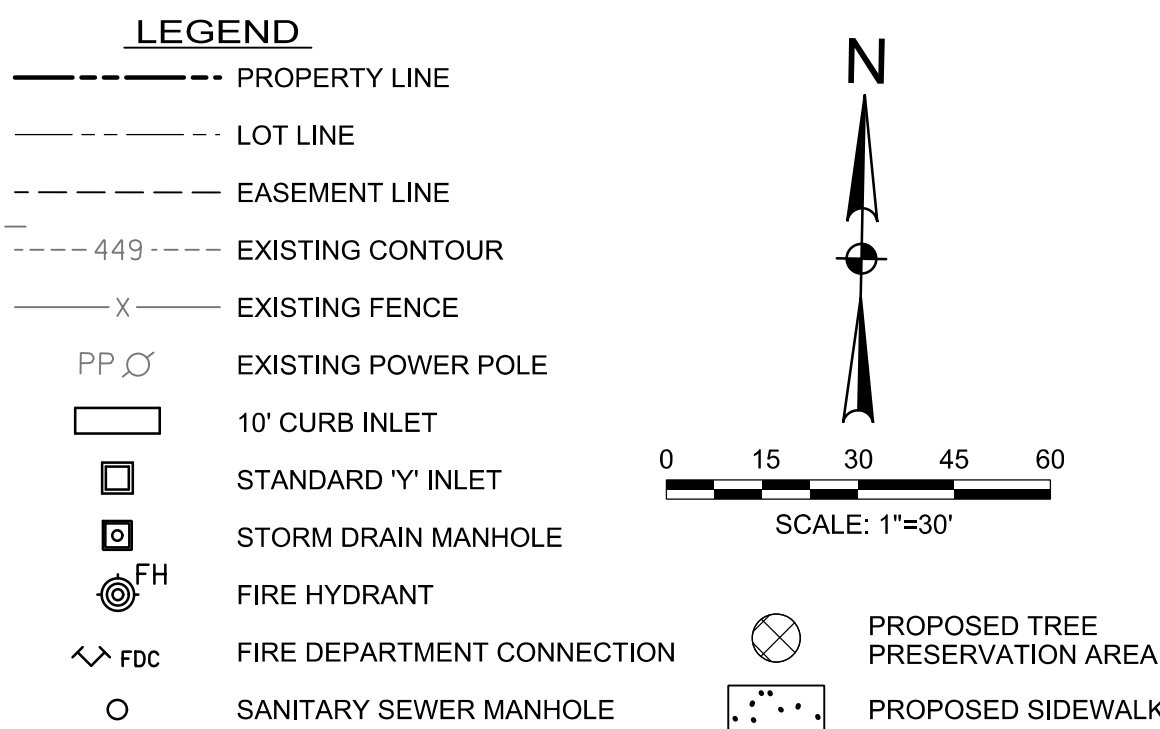 LEGEND
PROPERTY LINE
LOT LINE
EASEMENT LINE
449 EXISTING CONTOUR
X EXISTING FENCE
PP EXISTING POWER POLE
10' CURB INLET
STANDARD 'Y' INLET
STORM DRAIN MANHOLE
FH FIRE HYDRANT
FDC FIRE DEPARTMENT CONNECTION
SANITARY SEWER MANHOLE
N
0 15 30 45 60
SCALE: 1"=30'
PROPOSED TREE
PRESERVATION AREA
PROPOSED SIDEWALK